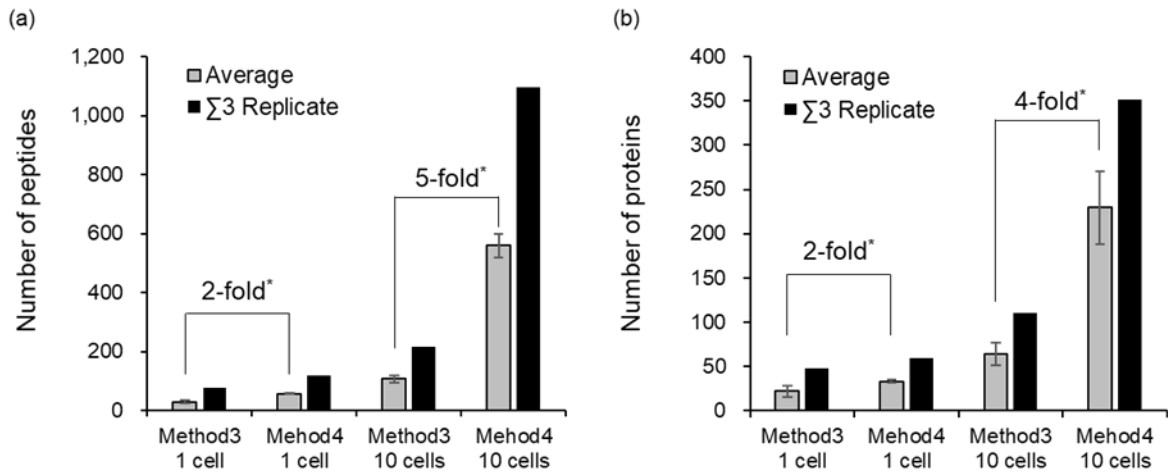 (a)
1,200
1,000
800
600
400
200
0
Number of peptides
Average
∑3 Replicate
2-fold*
5-fold*
Method3 Mehod4 Method3 Mehod4
1 cell 1 cell 10 cells 10 cells
(b)
400
350
300
250
200
150
100
50
0
Number of proteins
Average
∑3 Replicate
2-fold*
4-fold*
Method3 Mehod4 Method3 Mehod4
1 cell 1 cell 10 cells 10 cells